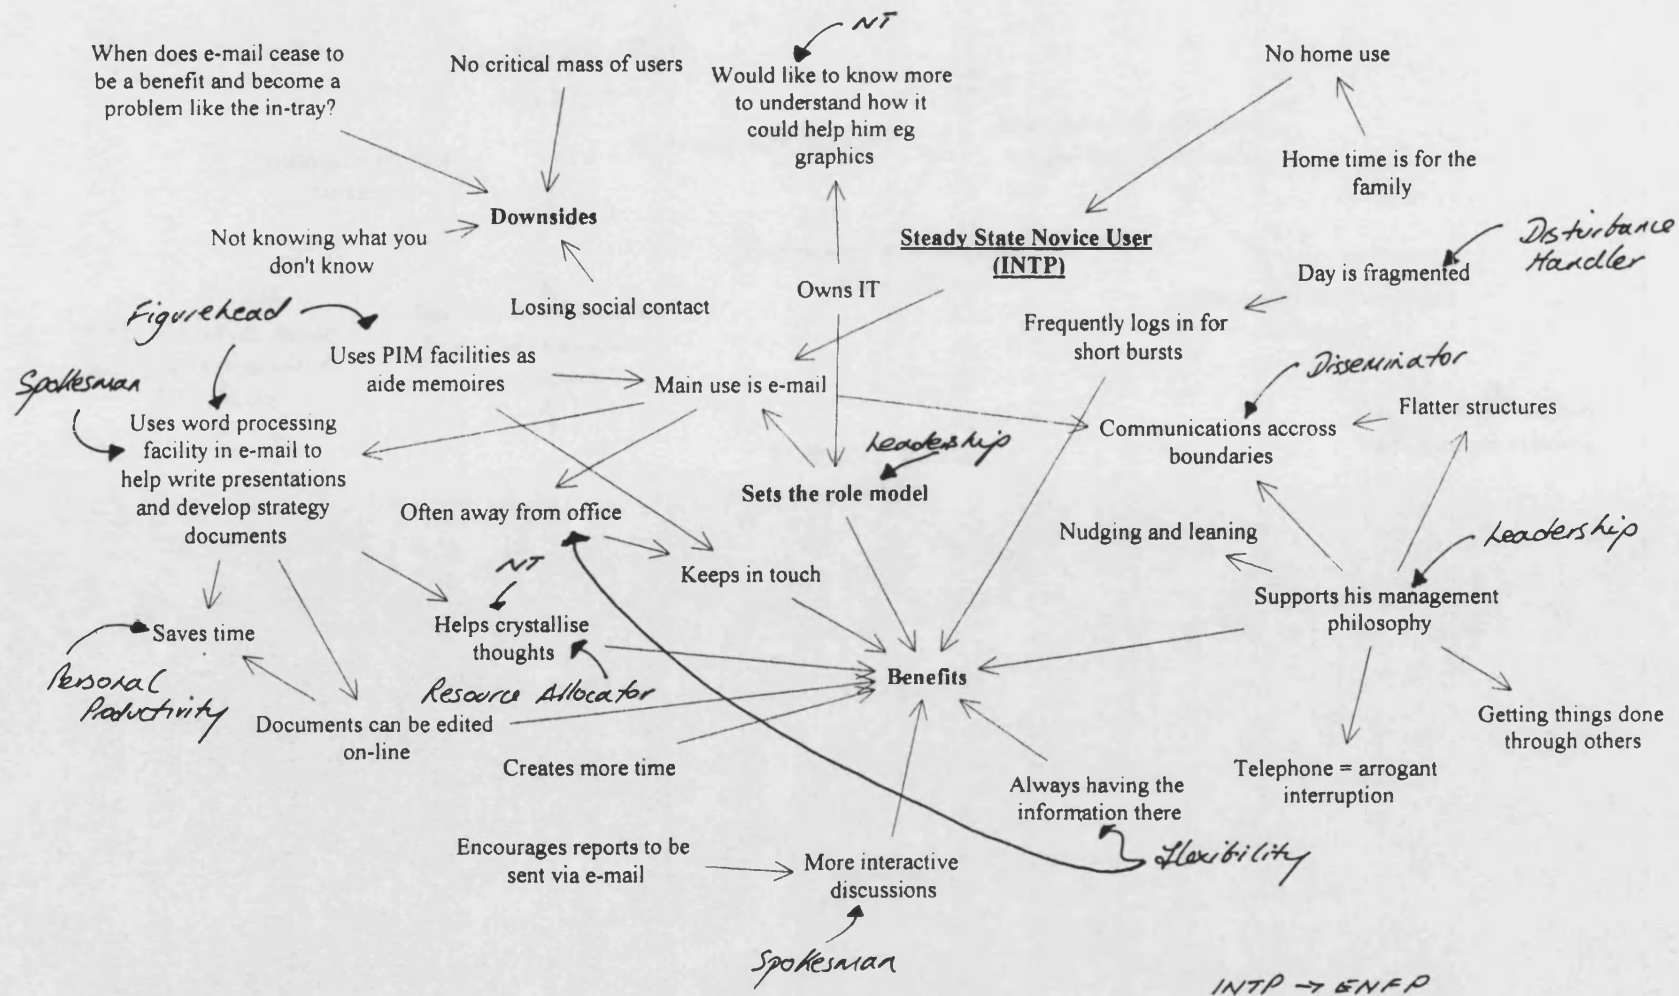 NT
When does e-mail cease to
be a benefit and become a
problem like the in-tray?
No critical mass of users
Would like to know more
to understand how it
could help him eg
graphics
No home use
Home time is for the
family
Downsides
Not knowing what you
don't know
Losing social contact
Steady State Novice User
(INTP)
Owns IT
Disturbance
Handler
Day is fragmented
Frequently logs in for
short bursts
Figurehead
Uses PIM facilities as
aide memoires
Main use is e-mail
Disseminator
Flatter structures
Communications accross
boundaries
Spokesman
Uses word processing
facility in e-mail to
help write presentations
and develop strategy
documents
Leadership
Sets the role model
Often away from office
Nudging and leaning
Leadership
NT
Keeps in touch
Supports his management
philosophy
Saves time
Helps crystallise
thoughts
Benefits
Personal
Productivity
Resource Allocator
Documents can be edited
on-line
Getting things done
through others
Creates more time
Always having the
information there
Telephone = arrogant
interruption
Encourages reports to be
sent via e-mail
More interactive
discussions
Flexibility
Spokesman
INTP → ENFP